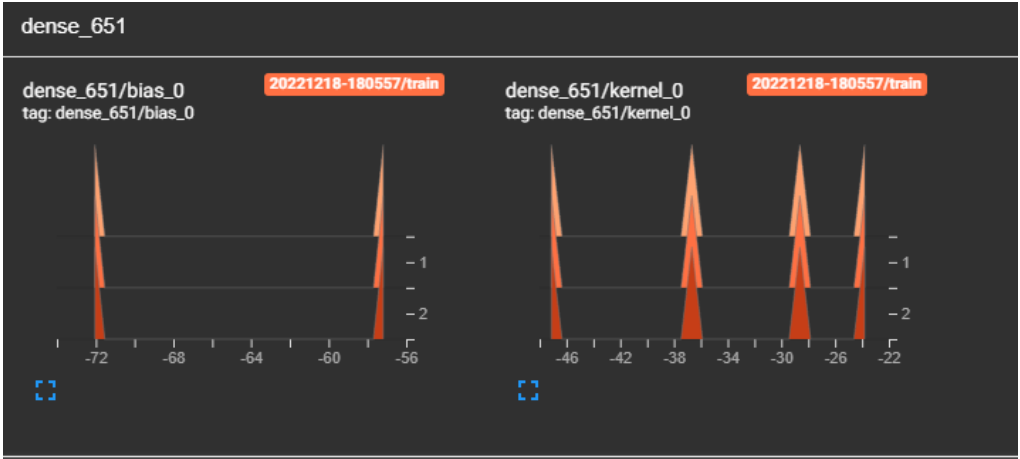 dense_651
dense_651/bias_0
20221218-180557/train
tag: dense_651/bias_0
1
2
-72 -68 -64 -60 -56
dense_651/kernel_0
20221218-180557/train
tag: dense_651/kernel_0
1
2
-46 -42 -38 -34 -30 -26 -22